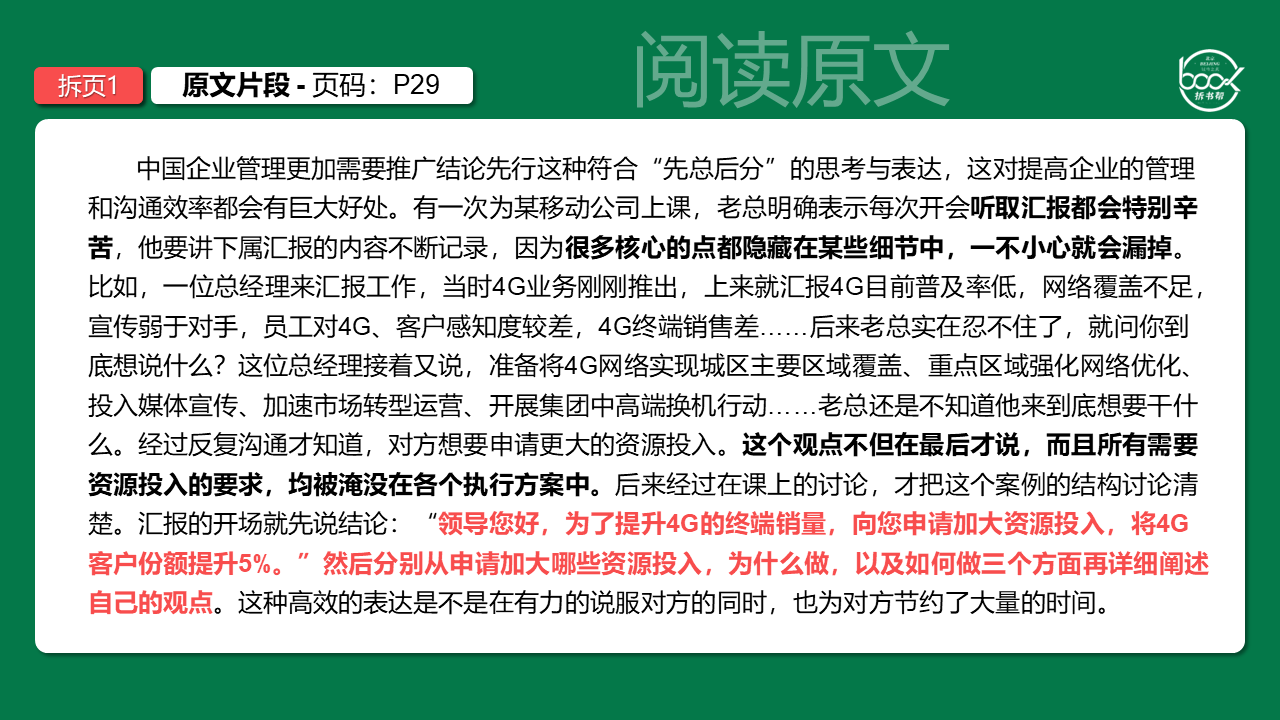 阅读原文
拆页1
原文片段 - 页码：P29
book
拆书帮
中国企业管理更加需要推广结论先行这种符合“先总后分”的思考与表达，这对提高企业的管理
和沟通效率都会有巨大好处。有一次为某移动公司上课，老总明确表示每次开会听取汇报都会特别辛
苦，他要讲下属汇报的内容不断记录，因为很多核心的点都隐藏在某些细节中，一不小心就会漏掉。
比如，一位总经理来汇报工作，当时4G业务刚刚推出，上来就汇报4G目前普及率低，网络覆盖不足，
宣传弱于对手，员工对4G、客户感知度较差，4G终端销售差……后来老总实在忍不住了，就问你到
底想说什么？这位总经理接着又说，准备将4G网络实现城区主要区域覆盖、重点区域强化网络优化、
投入媒体宣传、加速市场转型运营、开展集团中高端换机行动……老总还是不知道他来到底想要干什
么。经过反复沟通才知道，对方想要申请更大的资源投入。这个观点不但在最后才说，而且所有需要
资源投入的要求，均被淹没在各个执行方案中。后来经过在课上的讨论，才把这个案例的结构讨论清
楚。汇报的开场就先说结论：“领导您好，为了提升4G的终端销量，向您申请加大资源投入，将4G
客户份额提升5%。”然后分别从申请加大哪些资源投入，为什么做，以及如何做三个方面再详细阐述
自己的观点。这种高效的表达是不是在有力的说服对方的同时，也为对方节约了大量的时间。